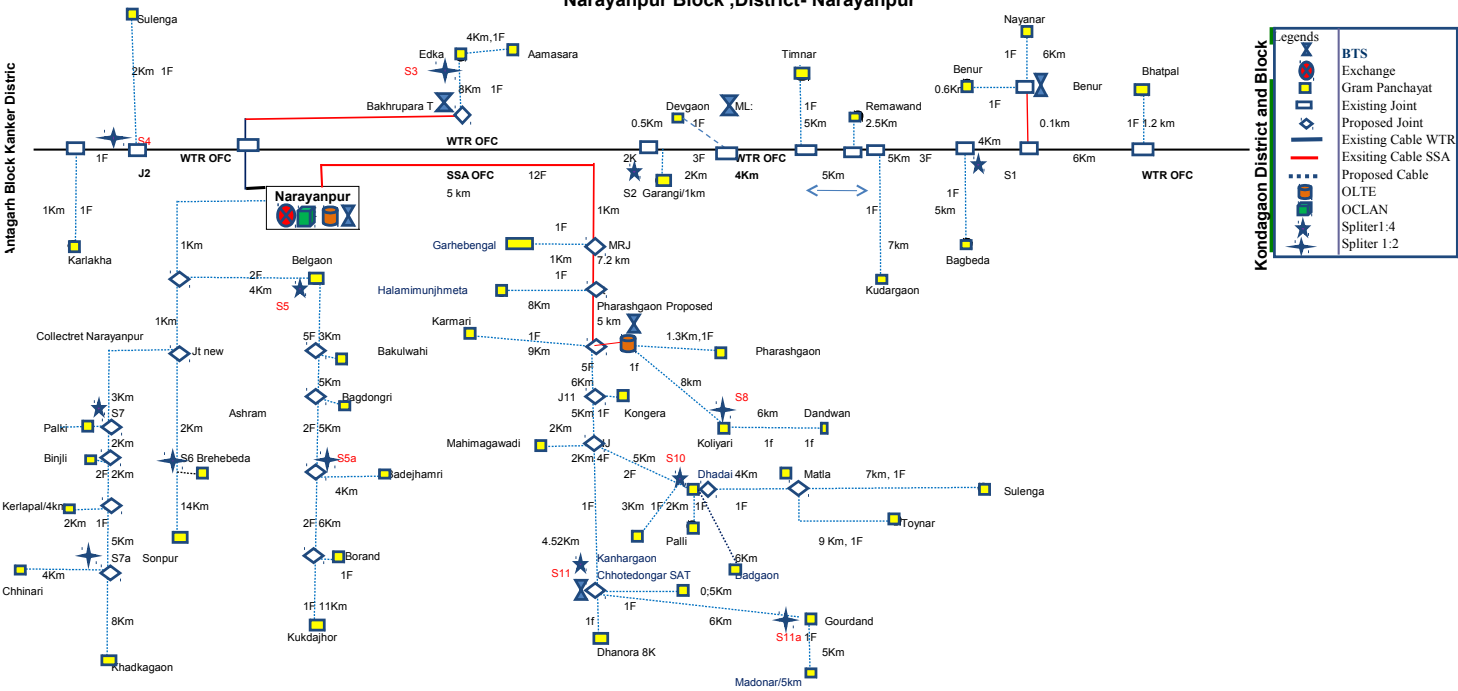 Narayanpur Block ,District- Narayanpur
Sulenga
4Km,1F
Edka
Aamasara
S3
2Km 1F
8Km 1F
Bakhrupara T
Timnar
Nayanar
1F
6Km
Benur
0.6Km
1F
Benur
Bhatpal
Devgaon
ML:
0.5Km
1F
1F
5Km
Remawand
2.5Km
0.1km
1F 1.2 km
Antagarh Block Kanker Distric
S4
1F
WTR OFC
J2
WTR OFC
2K
3F
WTR OFC
2Km
4Km
5Km
5Km
3F
4Km
S1
6Km
WTR OFC
SSA OFC
12F
5 km
S2
Garangi/1km
Narayanpur
1Km
1F
Karlakha
1Km
1Km
1F
Garhebengal
1Km
MRJ
7.2 km
1F
Halamimunjhmeta
8Km
1F
7km
Kudargaon
1F
5km
Bagbeda
Kondagaon District and Block
Legends
BTS
Exchange
Gram Panchayat
Existing Joint
Proposed Joint
Existing Cable WTR
Exsiting Cable SSA
Proposed Cable
OLTE
OCLAN
Spliter1:4
Spliter 1:2
Belgaon
2F
4Km
S5
1Km
Collectret Narayanpur
Jt new
Pharashgaon Proposed
5 km
Karmari
1F
9Km
1.3Km,1F
Pharashgaon
5F
1f
8km
5F 3Km
Bakulwahi
5Km
Bagdongri
6Km
J11
Kongera
5Km 1F
3Km
S7
Palki
Ashram
2Km
2F 5Km
S8
6km
Dandwan
Koliyari
1f
1f
2Km
Mahimagawadi
IJ
2Km 4F
5Km
2F
S10
Binjli
2Km
2F 2Km
S6 Brehebeda
S5a
Badejhamri
4Km
Dhadai
4Km
Matla
7km, 1F
Sulenga
Kerlapal/4km
2Km 1F
14Km
1F
3Km 1F
2Km
1F
1F
Toynar
9 Km, 1F
5Km
S7a
Sonpur
2F 6Km
Borand
1F
4.52Km
Palli
Kanhargaon
6Km
Badgaon
S11
Chhotedongar SAT
0;5Km
4Km
Chhinari
1F 11Km
1F
6Km
Gourdand
8Km
Kukdajhor
1f
S11a 1F
Dhanora 8K
5Km
Khadkagaon
Madonar/5km